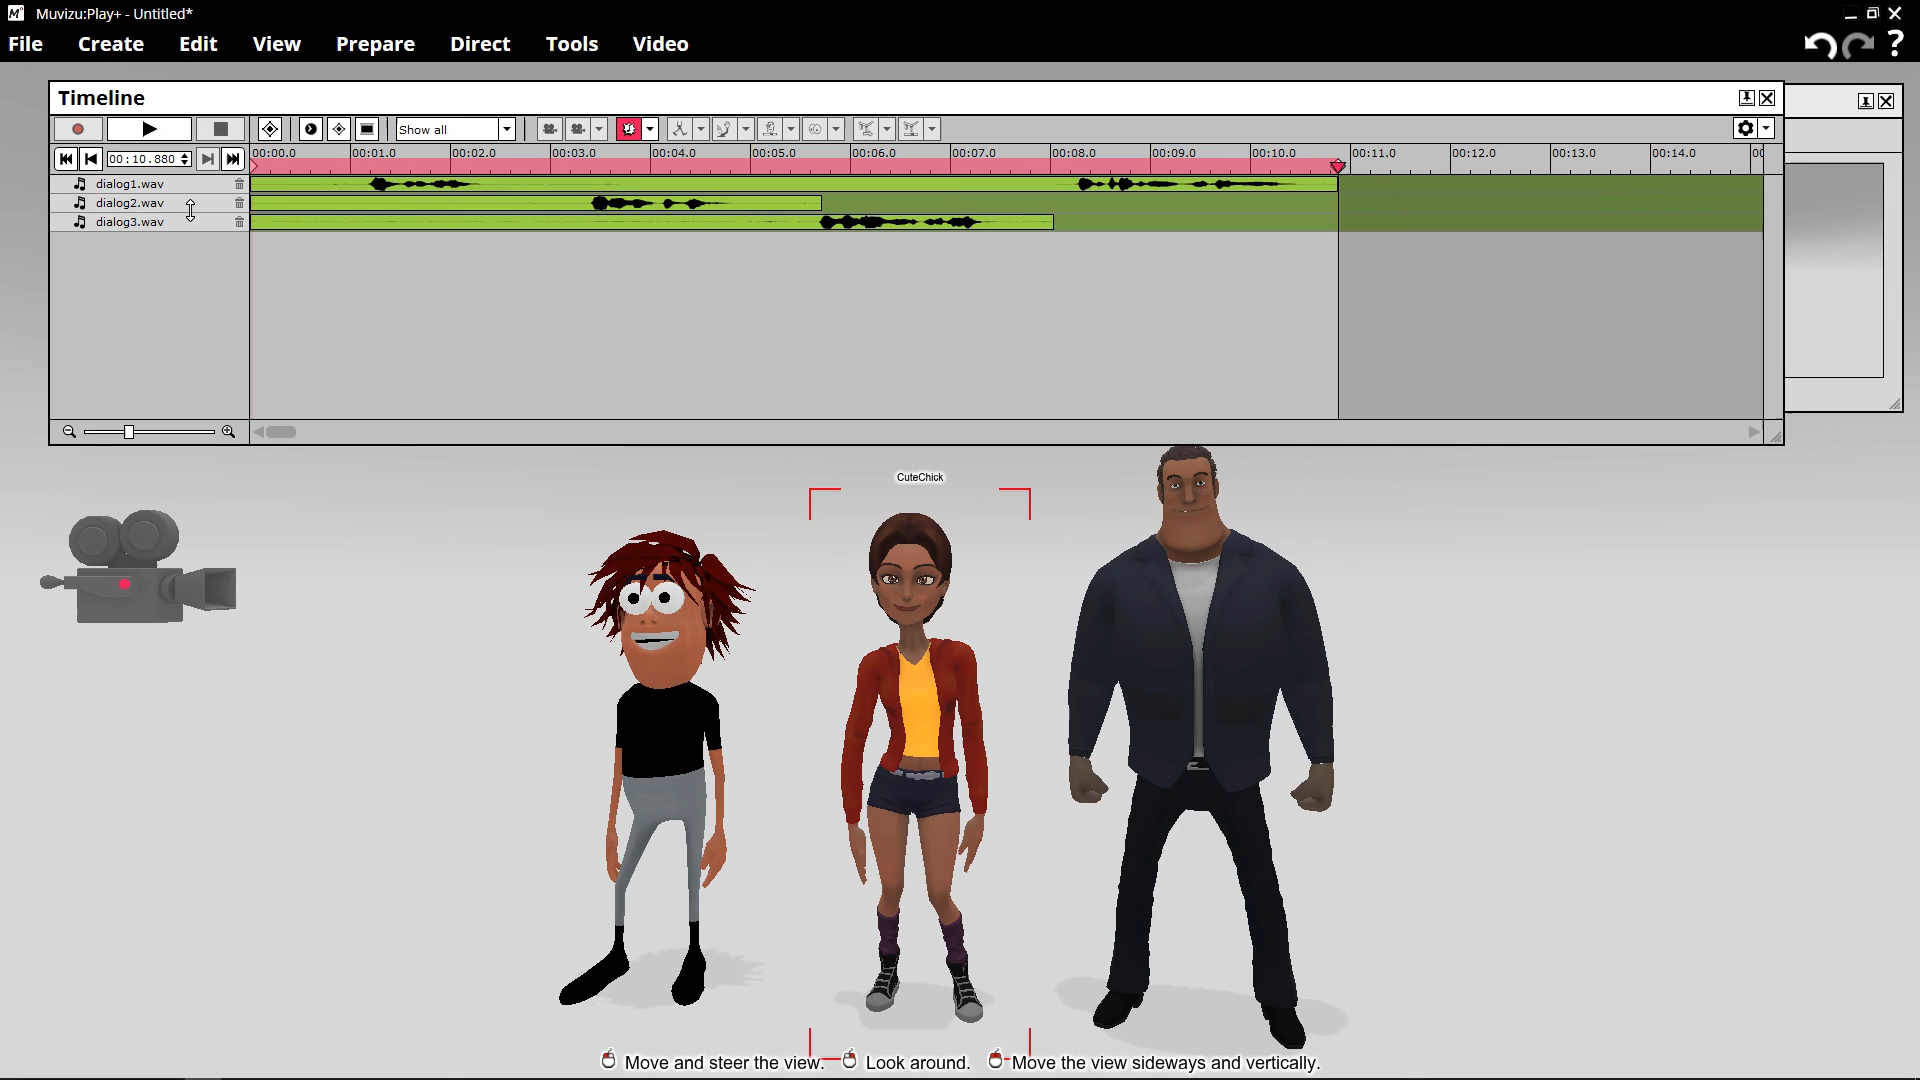 Muvizu:Play+ - Untitled*
File Create Edit View Prepare Direct Tools Video ?
Timeline
Show all
00:10.880 00:00.0 00:01.0 00:02.0 00:03.0 00:04.0 00:05.0 00:06.0 00:07.0 00:08.0 00:09.0 00:10.0 00:11.0 00:12.0 00:13.0 00:14.0 00
dialog1.wav
dialog2.wav
dialog3.wav
CuteChick
Move and steer the view. Look around. Move the view sideways and vertically.